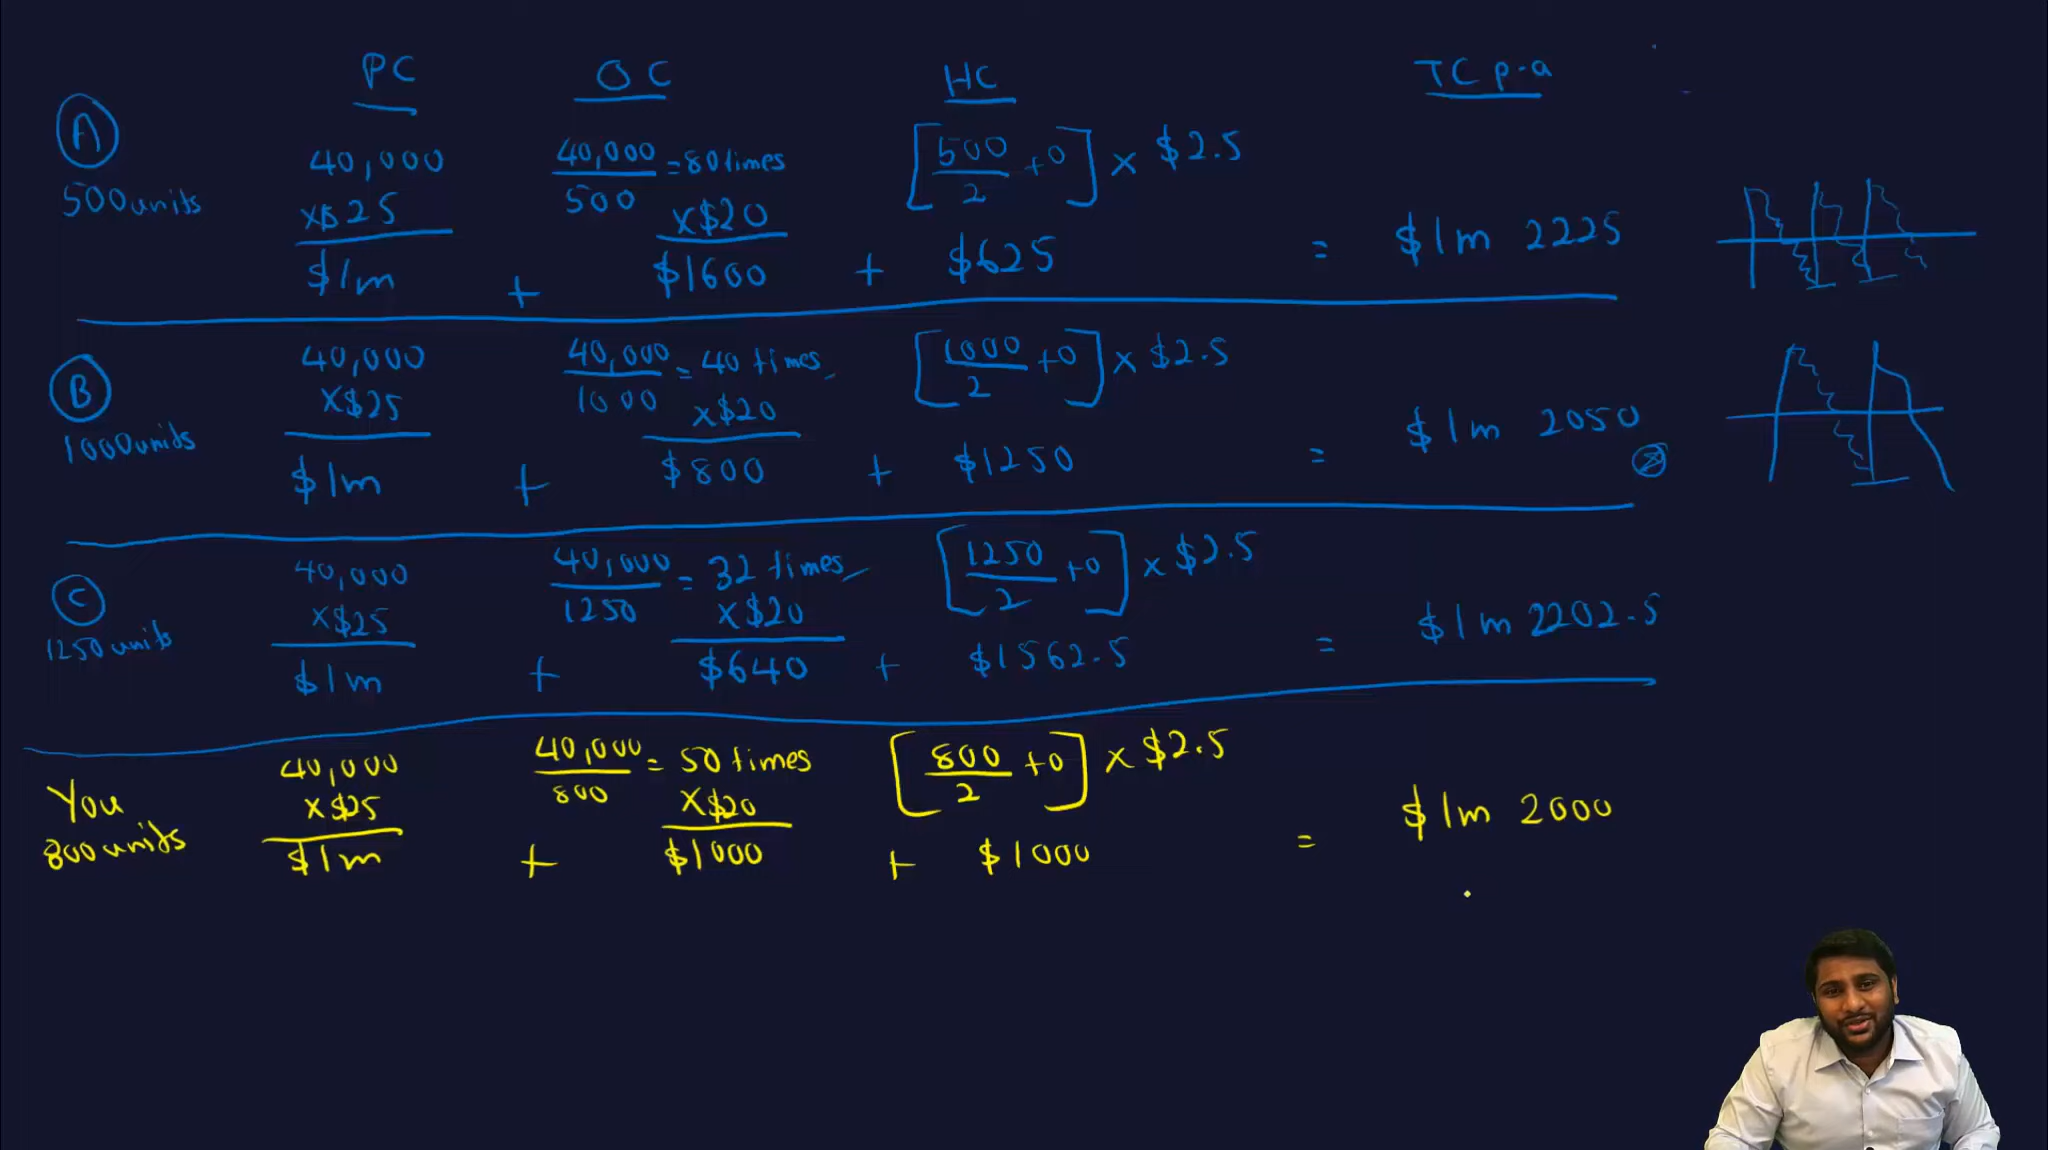 PC OC HC TC p.a
A
500 units
40,000
x$25
$1m
+
40,000 = 80 times
500
x$20
$1600
+
[500/2 + 0] x $2.5
$625
= $1m 2225
B
1000 units
40,000
x$25
$1m
+
40,000 = 40 times
1000
x$20
$800
+
[1000/2 + 0] x $2.5
$1250
= $1m 2050
C
1250 units
40,000
x$25
$1m
+
40,000 = 32 times
1250
x$20
$640
+
[1250/2 + 0] x $2.5
$1562.5
= $1m 2202.5
You
800 units
40,000
x$25
$1m
+
40,000 = 50 times
800
x$20
$1000
+
[800/2 + 0] x $2.5
$1000
= $1m 2000